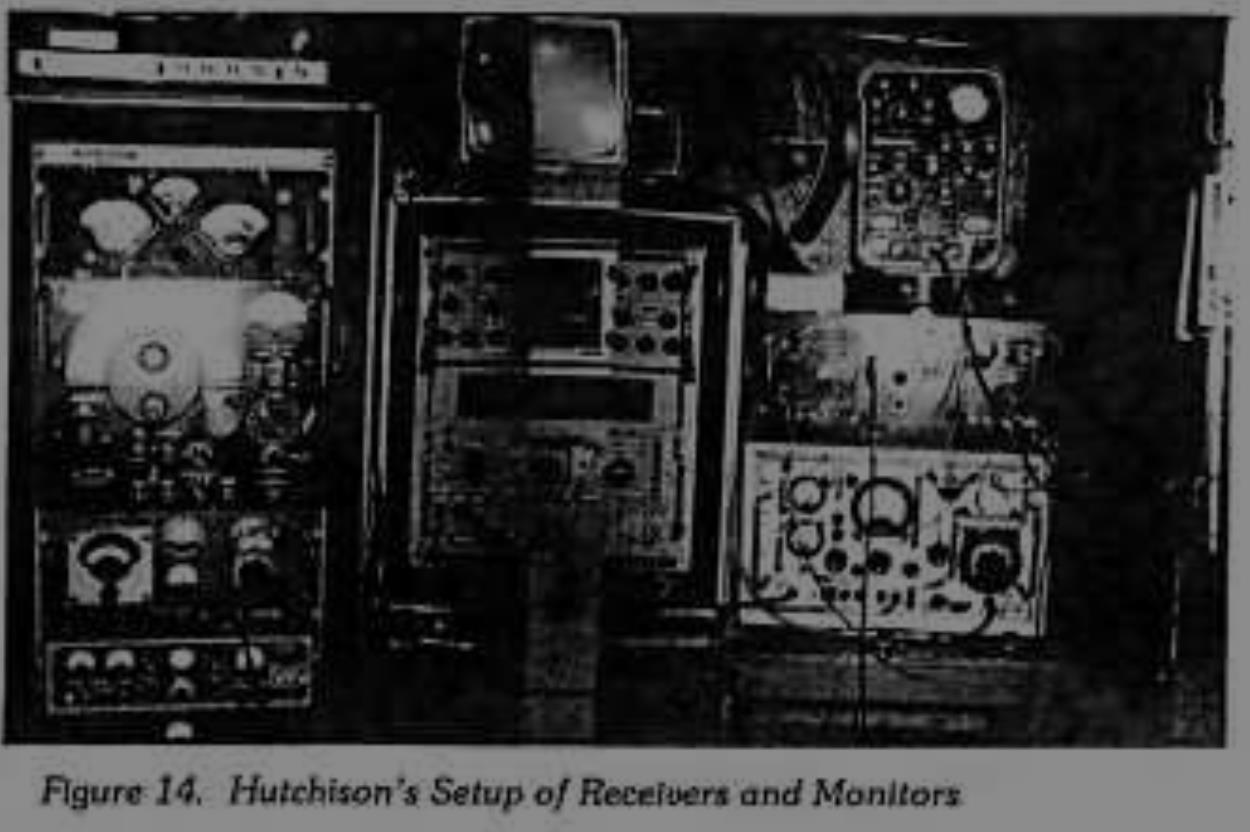 Figure 14. Hutchison's Setup of Receivers and Monitors